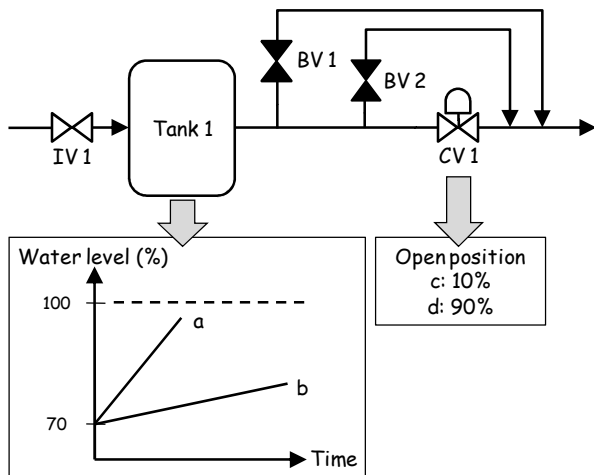 BV 1
BV 2
Tank 1
IV 1
CV 1
Water level (%)
100
a
b
70
Time
Open position
c: 10%
d: 90%